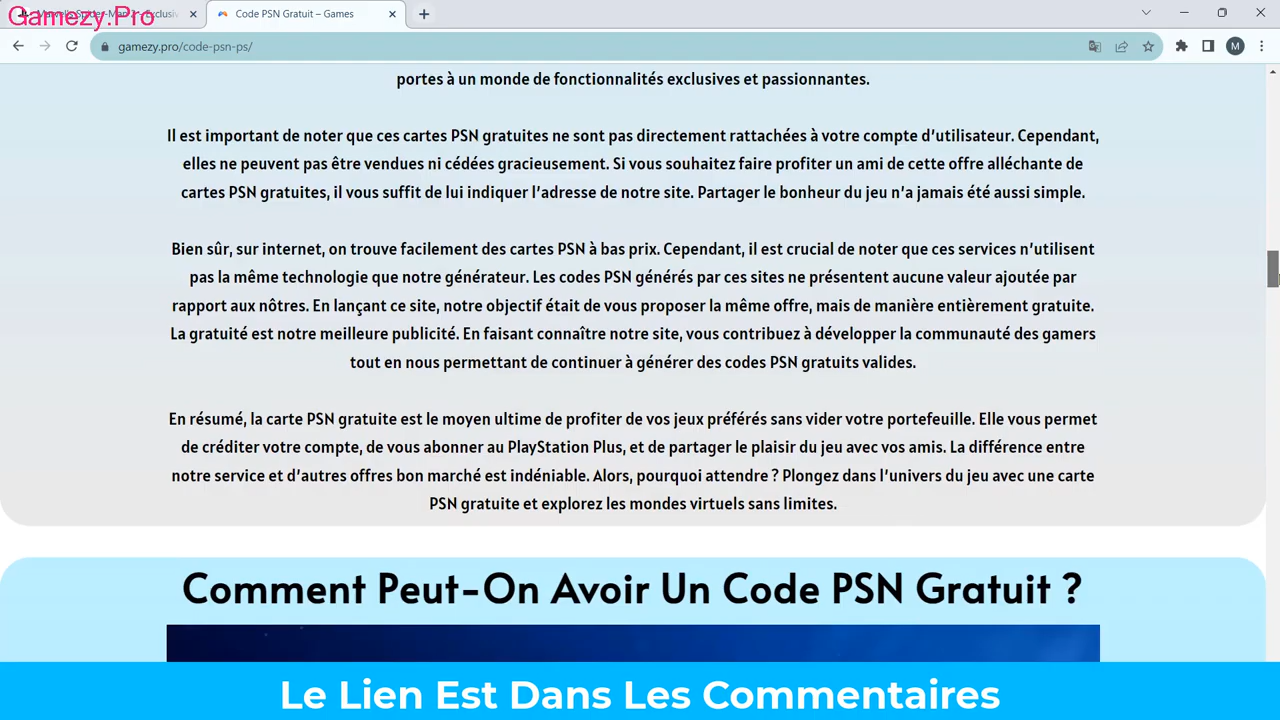 Gamezy.Pro
Code PSN Gratuit – Games
gamezy.pro/code-psn-ps/
M
portes à un monde de fonctionnalités exclusives et passionnantes.
Il est important de noter que ces cartes PSN gratuites ne sont pas directement rattachées à votre compte d’utilisateur. Cependant,
elles ne peuvent pas être vendues ni cédées gracieusement. Si vous souhaitez faire profiter un ami de cette offre alléchante de
cartes PSN gratuites, il vous suffit de lui indiquer l’adresse de notre site. Partager le bonheur du jeu n’a jamais été aussi simple.
Bien sûr, sur internet, on trouve facilement des cartes PSN à bas prix. Cependant, il est crucial de noter que ces services n’utilisent
pas la même technologie que notre générateur. Les codes PSN générés par ces sites ne présentent aucune valeur ajoutée par
rapport aux nôtres. En lançant ce site, notre objectif était de vous proposer la même offre, mais de manière entièrement gratuite.
La gratuité est notre meilleure publicité. En faisant connaître notre site, vous contribuez à développer la communauté des gamers
tout en nous permettant de continuer à générer des codes PSN gratuits valides.
En résumé, la carte PSN gratuite est le moyen ultime de profiter de vos jeux préférés sans vider votre portefeuille. Elle vous permet
de créditer votre compte, de vous abonner au PlayStation Plus, et de partager le plaisir du jeu avec vos amis. La différence entre
notre service et d’autres offres bon marché est indéniable. Alors, pourquoi attendre ? Plongez dans l’univers du jeu avec une carte
PSN gratuite et explorez les mondes virtuels sans limites.
Comment Peut-On Avoir Un Code PSN Gratuit ?
Le Lien Est Dans Les Commentaires